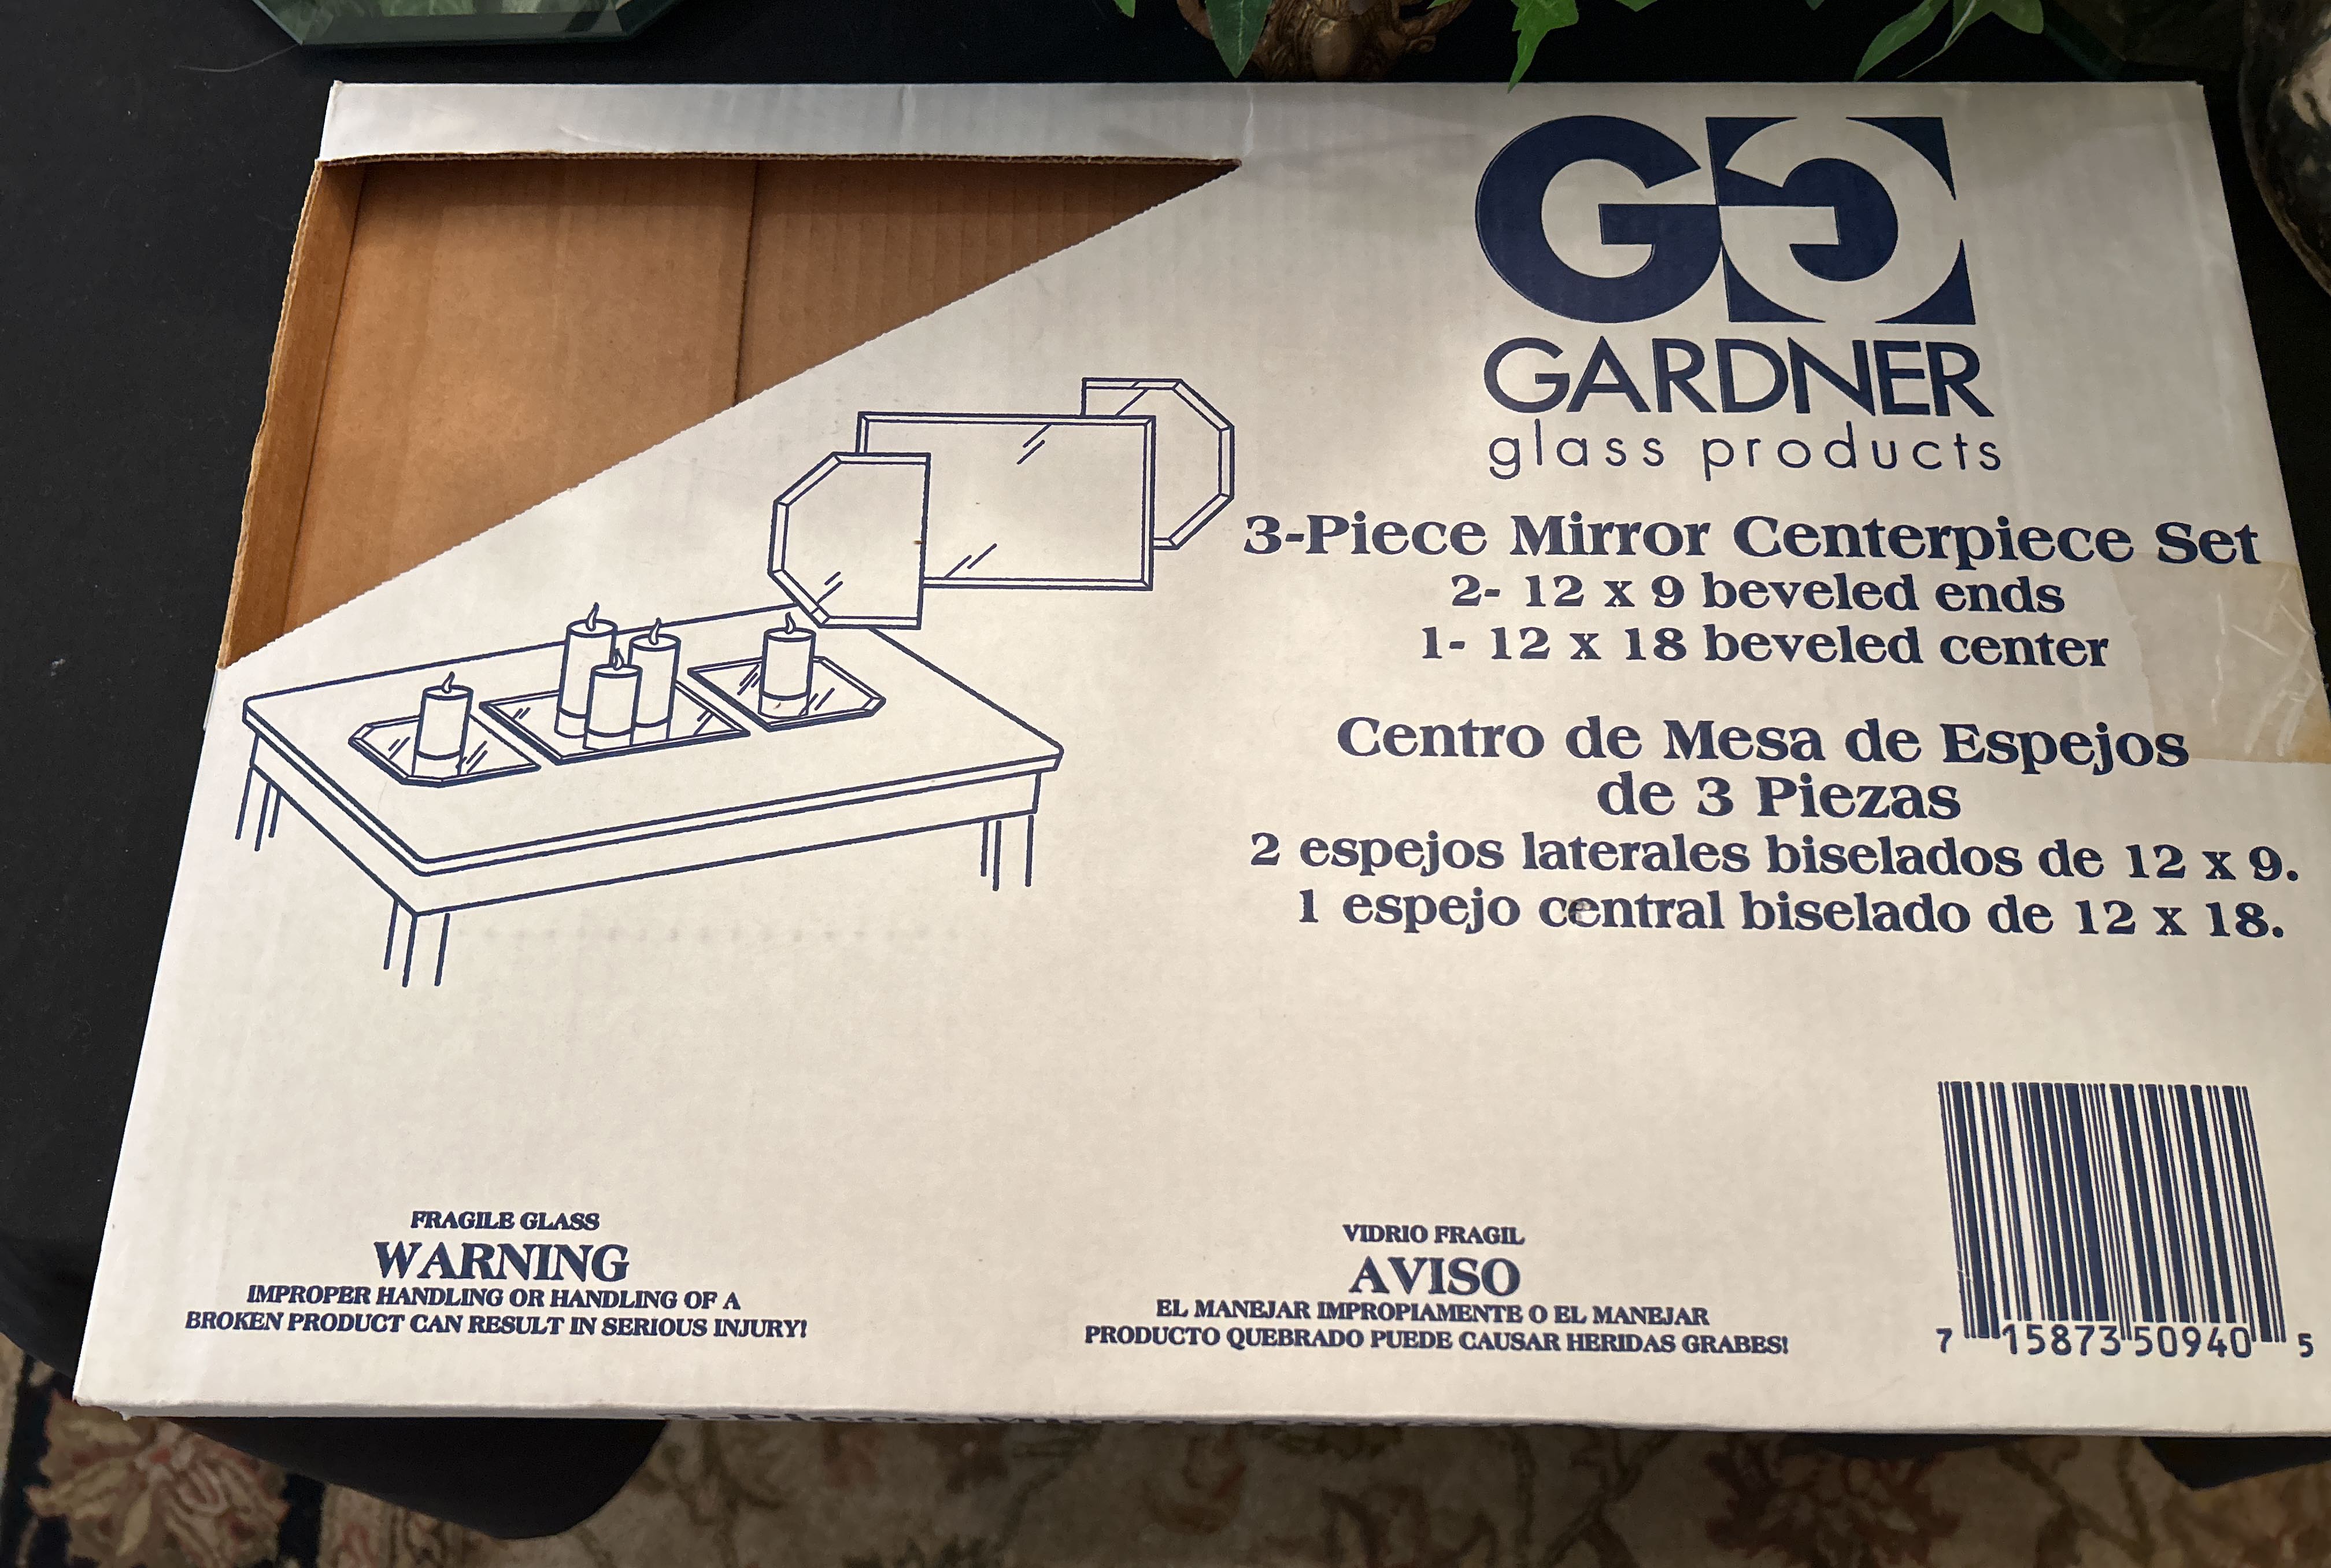 GG
GARDNER
glass products
3-Piece Mirror Centerpiece Set
2- 12 x 9 beveled ends
1- 12 x 18 beveled center
Centro de Mesa de Espejos
de 3 Piezas
2 espejos laterales biselados de 12 x 9.
1 espejo central biselado de 12 x 18.
FRAGILE GLASS
WARNING
IMPROPER HANDLING OR HANDLING OF A
BROKEN PRODUCT CAN RESULT IN SERIOUS INJURY!
VIDRIO FRAGIL
AVISO
EL MANEJAR IMPROPIAMENTE O EL MANEJAR
PRODUCTO QUEBRADO PUEDE CAUSAR HERIDAS GRABES!
7 15873 50940 5